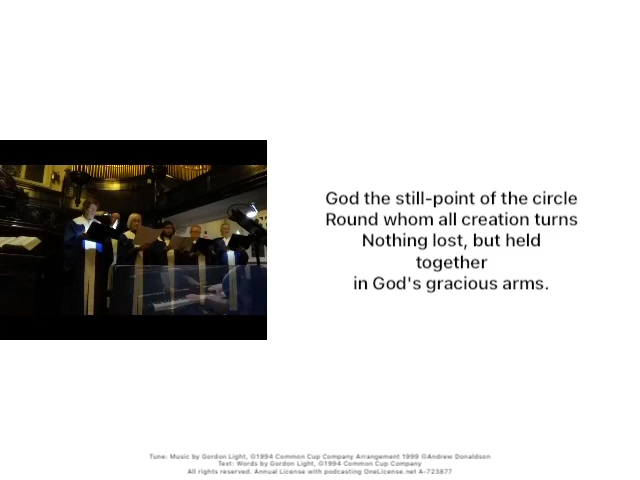 God the still-point of the circle
Round whom all creation turns
Nothing lost, but held
together
in God's gracious arms.
Tune: Music by Gordon Light, ©1994 Common Cup Company Arrangement 1999 ©Andrew Donaldson
Text: Words by Gordon Light, ©1994 Common Cup Company
All rights reserved. Annual License with podcasting OneLicense.net A-723877